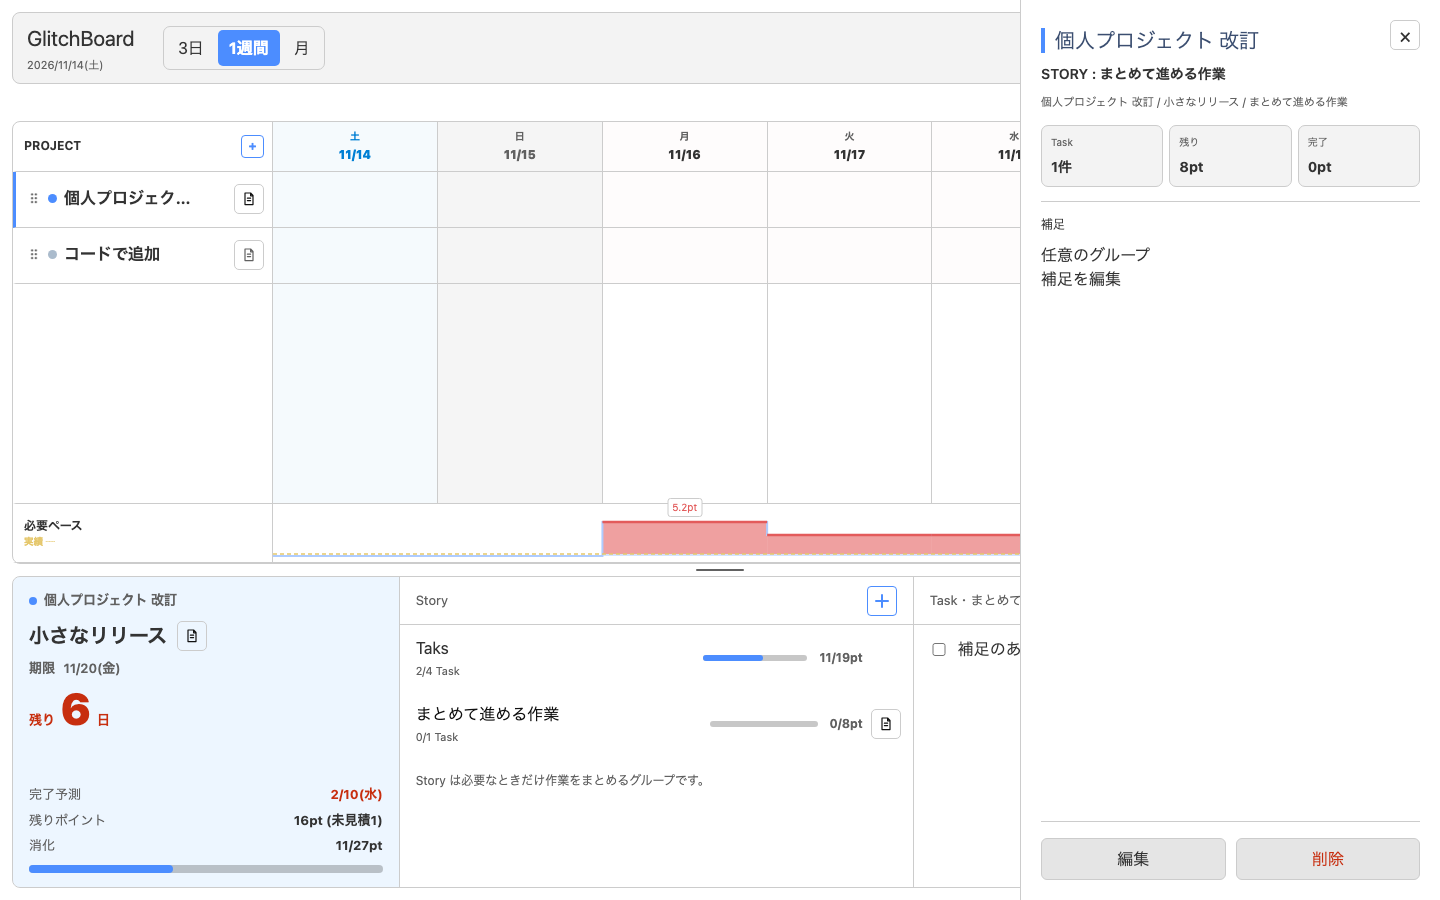 GlitchBoard
2026/11/14(土)
3日
1週間
月
PROJECT
+
土
11/14
日
11/15
月
11/16
火
11/17
水
11/1
個人プロジェク...
コードで追加
必要ペース
実績 —
5.2pt
個人プロジェクト 改訂
小さなリリース
期限 11/20(金)
残り 6 日
完了予測 2/10(水)
残りポイント 16pt (未見積1)
消化 11/27pt
Story
+
Taks
2/4 Task
11/19pt
まとめて進める作業
0/1 Task
0/8pt
Story は必要なときだけ作業をまとめるグループです。
Task・まとめて
補足のあ
個人プロジェクト 改訂
×
STORY : まとめて進める作業
個人プロジェクト 改訂 / 小さなリリース / まとめて進める作業
Task
1件
残り
8pt
完了
0pt
補足
任意のグループ
補足を編集
編集
削除